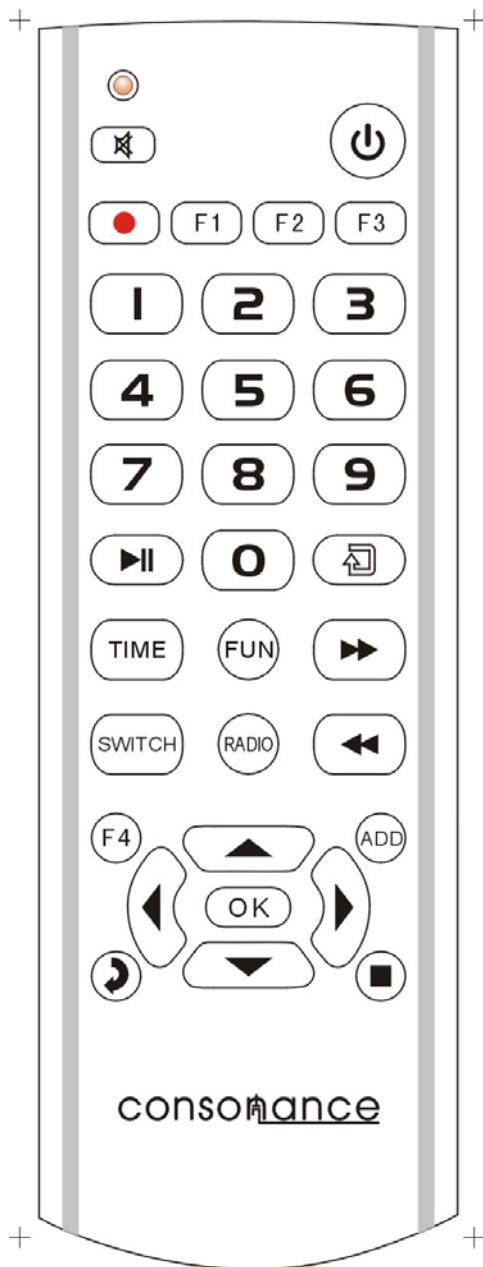 F1 F2 F3
1 2 3
4 5 6
7 8 9
0
TIME FUN
SWITCH RADIO
F4 ADD
OK
consonance